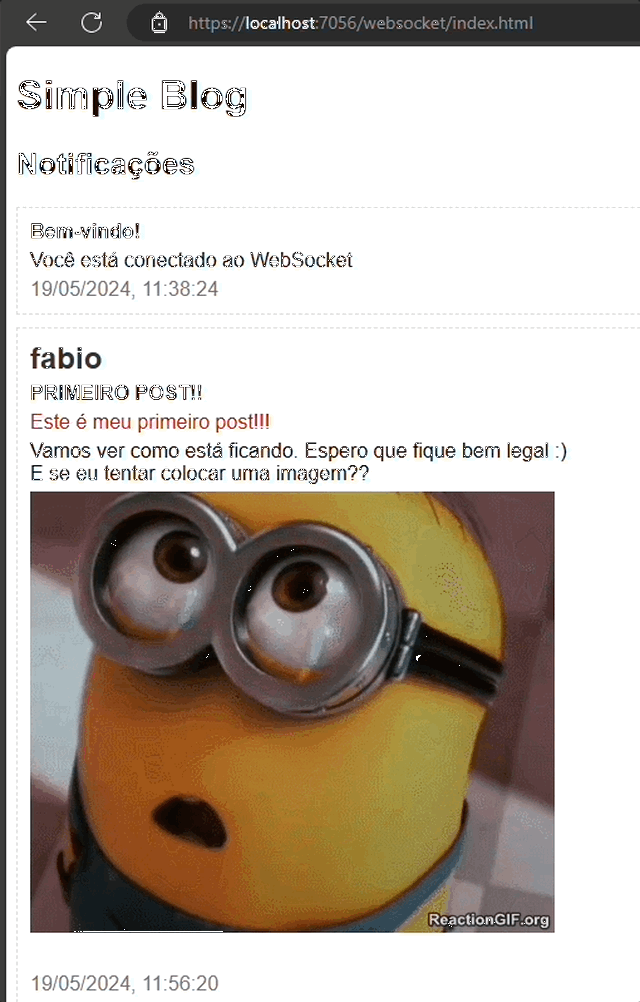 https://localhost:7056/websocket/index.html
Simple Blog
Notificações
Bem-vindo!
Você está conectado ao WebSocket
19/05/2024, 11:38:24
fabio
PRIMEIRO POST!!
Este é meu primeiro post!!!
Vamos ver como está ficando. Espero que fique bem legal :)
E se eu tentar colocar uma imagem??
ReactionGIF.org
19/05/2024, 11:56:20